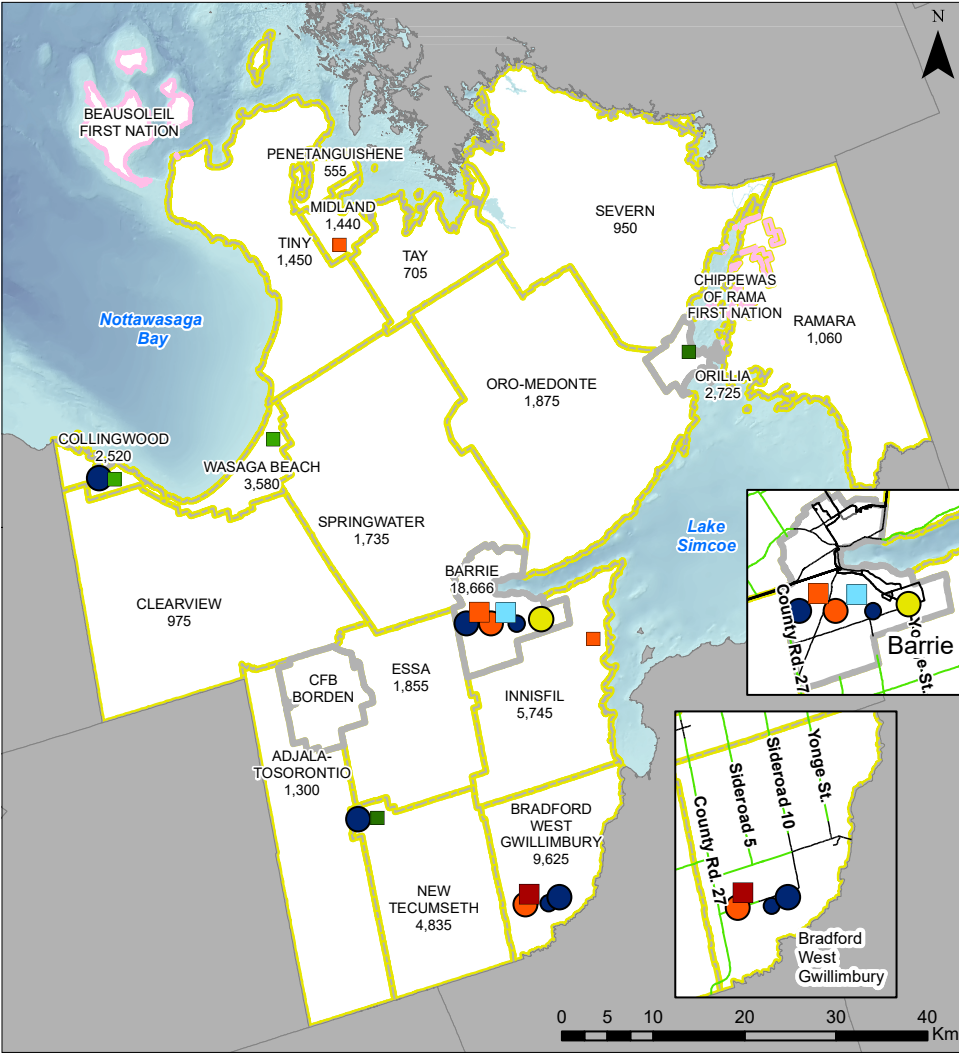 N
BEAUSOLEIL
FIRST NATION
PENETANGUISHENE
555
MIDLAND
1,440
TINY
1,450
TAY
705
SEVERN
950
CHIPPEWAS
OF RAMA
FIRST NATION
RAMARA
1,060
Nottawasaga
Bay
ORO-MEDONTE
1,875
ORILLIA
2,725
COLLINGWOOD
2,520
WASAGA BEACH
3,580
SPRINGWATER
1,735
Lake
Simcoe
BARRIE
18,666
CLEARVIEW
975
County Rd. 27
Yonge St.
Barrie
CFB
BORDEN
ESSA
1,855
INNISFIL
5,745
ADJALA-
TOSORONTIO
1,300
BRADFORD
WEST
GWILLIMBURY
9,625
NEW
TECUMSETH
4,835
County Rd. 27
Sideroad 5
Sideroad 10
Yonge St.
Bradford
West
Gwillimbury
0 5 10 20 30 40
Km